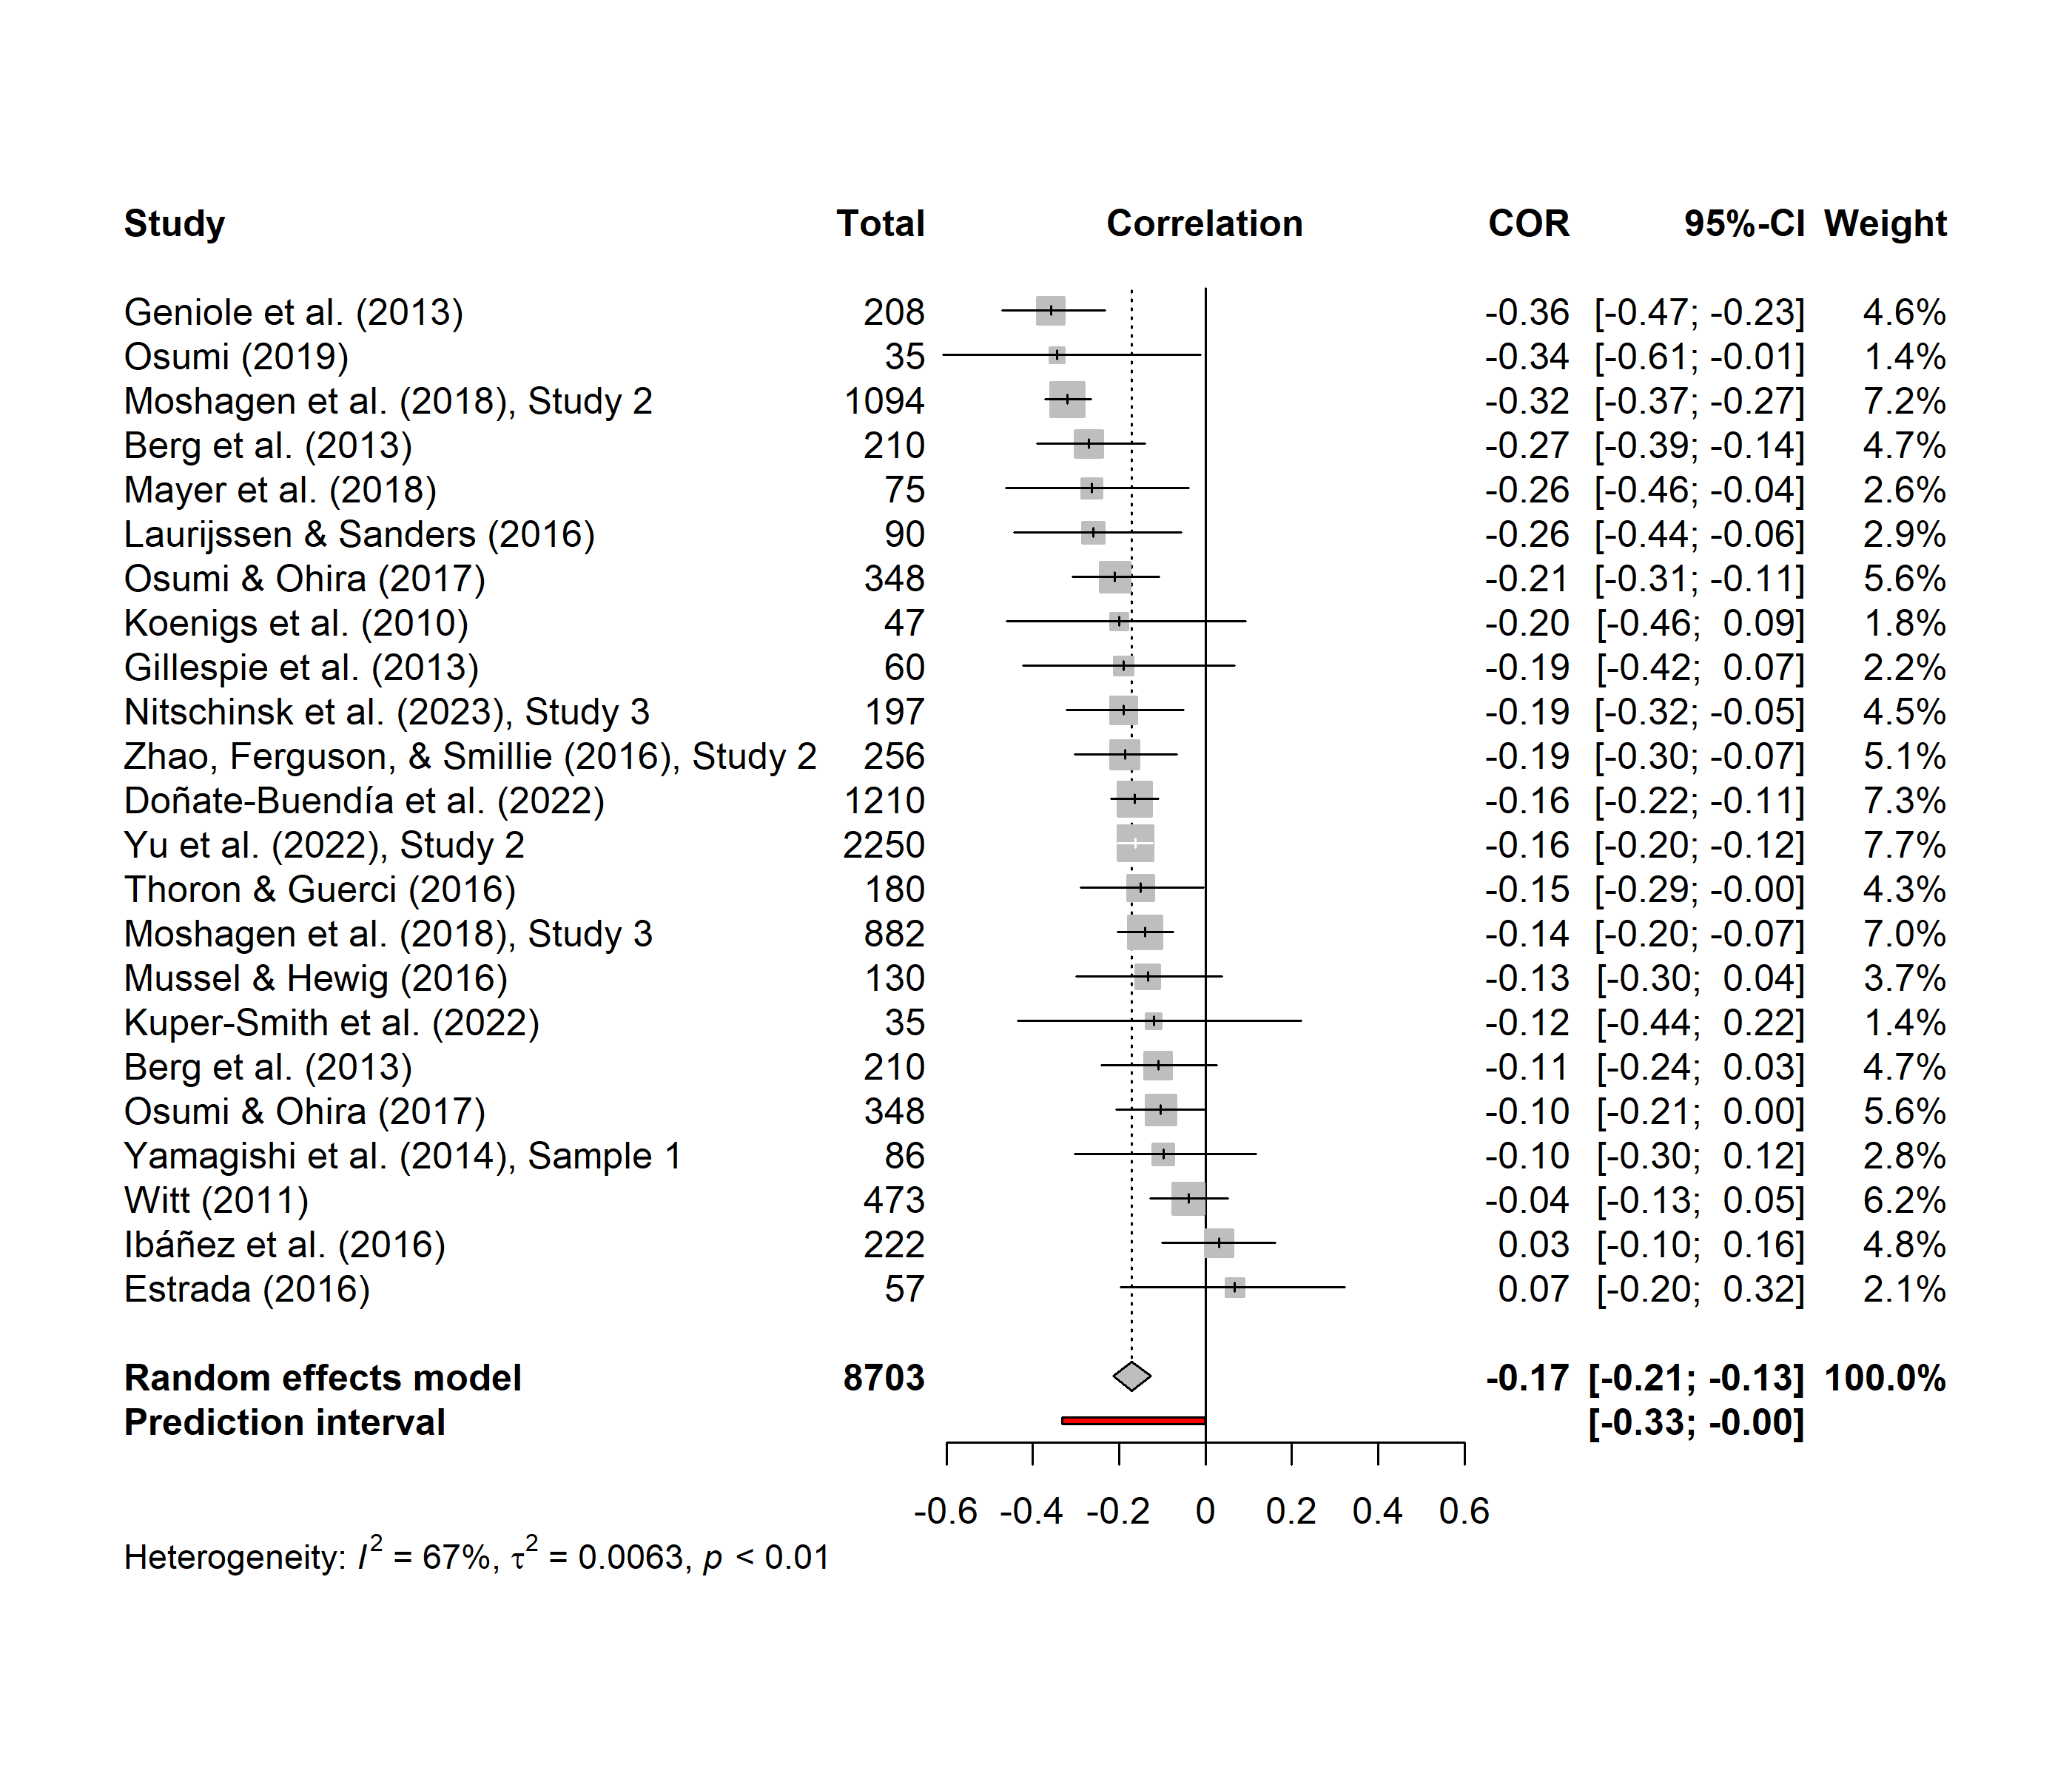 Study Total Correlation COR 95%-CI Weight
Geniole et al. (2013) 208 -0.36 [-0.47; -0.23] 4.6%
Osumi (2019) 35 -0.34 [-0.61; -0.01] 1.4%
Moshagen et al. (2018), Study 2 1094 -0.32 [-0.37; -0.27] 7.2%
Berg et al. (2013) 210 -0.27 [-0.39; -0.14] 4.7%
Mayer et al. (2018) 75 -0.26 [-0.46; -0.04] 2.6%
Laurijssen & Sanders (2016) 90 -0.26 [-0.44; -0.06] 2.9%
Osumi & Ohira (2017) 348 -0.21 [-0.31; -0.11] 5.6%
Koenigs et al. (2010) 47 -0.20 [-0.46; 0.09] 1.8%
Gillespie et al. (2013) 60 -0.19 [-0.42; 0.07] 2.2%
Nitschinsk et al. (2023), Study 3 197 -0.19 [-0.32; -0.05] 4.5%
Zhao, Ferguson, & Smillie (2016), Study 2 256 -0.19 [-0.30; -0.07] 5.1%
Doñate-Buendía et al. (2022) 1210 -0.16 [-0.22; -0.11] 7.3%
Yu et al. (2022), Study 2 2250 -0.16 [-0.20; -0.12] 7.7%
Thoron & Guerci (2016) 180 -0.15 [-0.29; -0.00] 4.3%
Moshagen et al. (2018), Study 3 882 -0.14 [-0.20; -0.07] 7.0%
Mussel & Hewig (2016) 130 -0.13 [-0.30; 0.04] 3.7%
Kuper-Smith et al. (2022) 35 -0.12 [-0.44; 0.22] 1.4%
Berg et al. (2013) 210 -0.11 [-0.24; 0.03] 4.7%
Osumi & Ohira (2017) 348 -0.10 [-0.21; 0.00] 5.6%
Yamagishi et al. (2014), Sample 1 86 -0.10 [-0.30; 0.12] 2.8%
Witt (2011) 473 -0.04 [-0.13; 0.05] 6.2%
Ibáñez et al. (2016) 222 0.03 [-0.10; 0.16] 4.8%
Estrada (2016) 57 0.07 [-0.20; 0.32] 2.1%
Random effects model 8703 -0.17 [-0.21; -0.13] 100.0%
Prediction interval [-0.33; -0.00]
-0.6 -0.4 -0.2 0 0.2 0.4 0.6
Heterogeneity: I² = 67%, τ² = 0.0063, p < 0.01